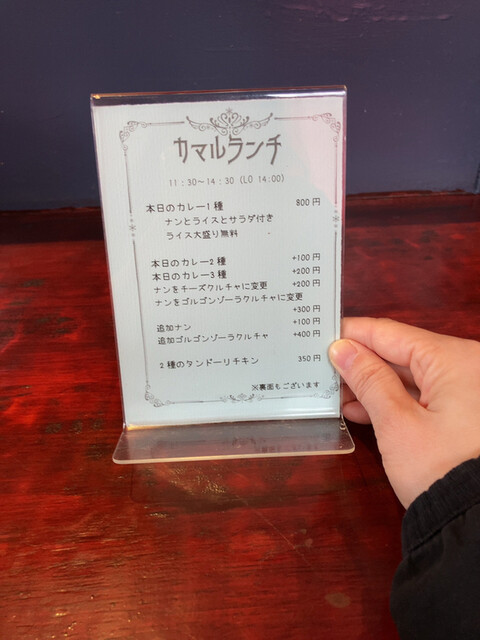 カマルランチ
11：30～14：30（LO 14:00）
本日のカレー1種 800円
ナンとライスとサラダ付き
ライス大盛り無料
本日のカレー2種 +100円
本日のカレー3種 +200円
ナンをチーズクルチャに変更 +200円
ナンをゴルゴンゾーラクルチャに変更
+300円
追加ナン +100円
追加ゴルゴンゾーラクルチャ +400円
2種のタンドーリチキン 350円
※裏面もございます